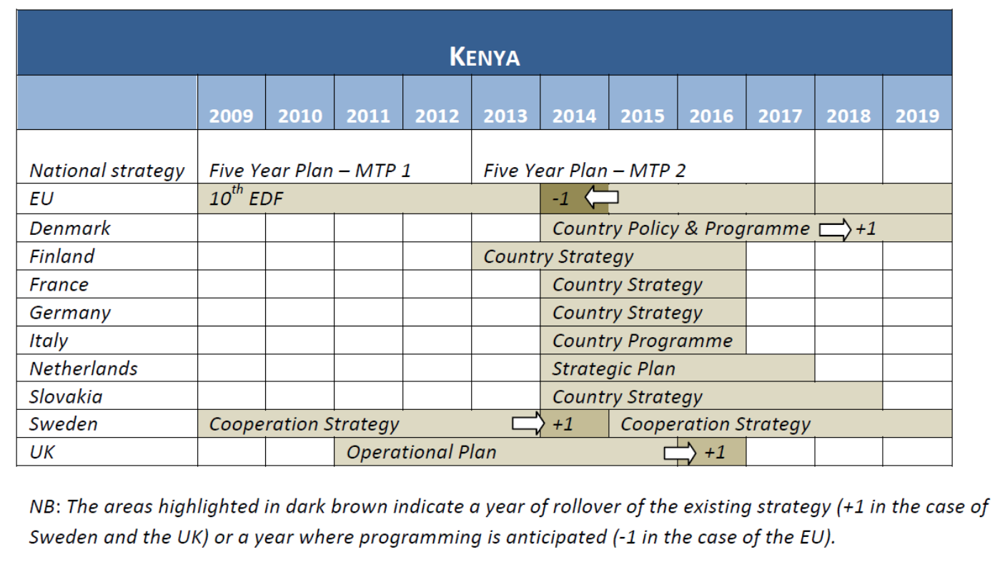 KENYA
2009 2010 2011 2012 2013 2014 2015 2016 2017 2018 2019
National strategy Five Year Plan – MTP 1 Five Year Plan – MTP 2
EU 10th EDF -1
Denmark Country Policy & Programme +1
Finland Country Strategy
France Country Strategy
Germany Country Strategy
Italy Country Programme
Netherlands Strategic Plan
Slovakia Country Strategy
Sweden Cooperation Strategy +1 Cooperation Strategy
UK Operational Plan +1
NB: The areas highlighted in dark brown indicate a year of rollover of the existing strategy (+1 in the case of
Sweden and the UK) or a year where programming is anticipated (-1 in the case of the EU).